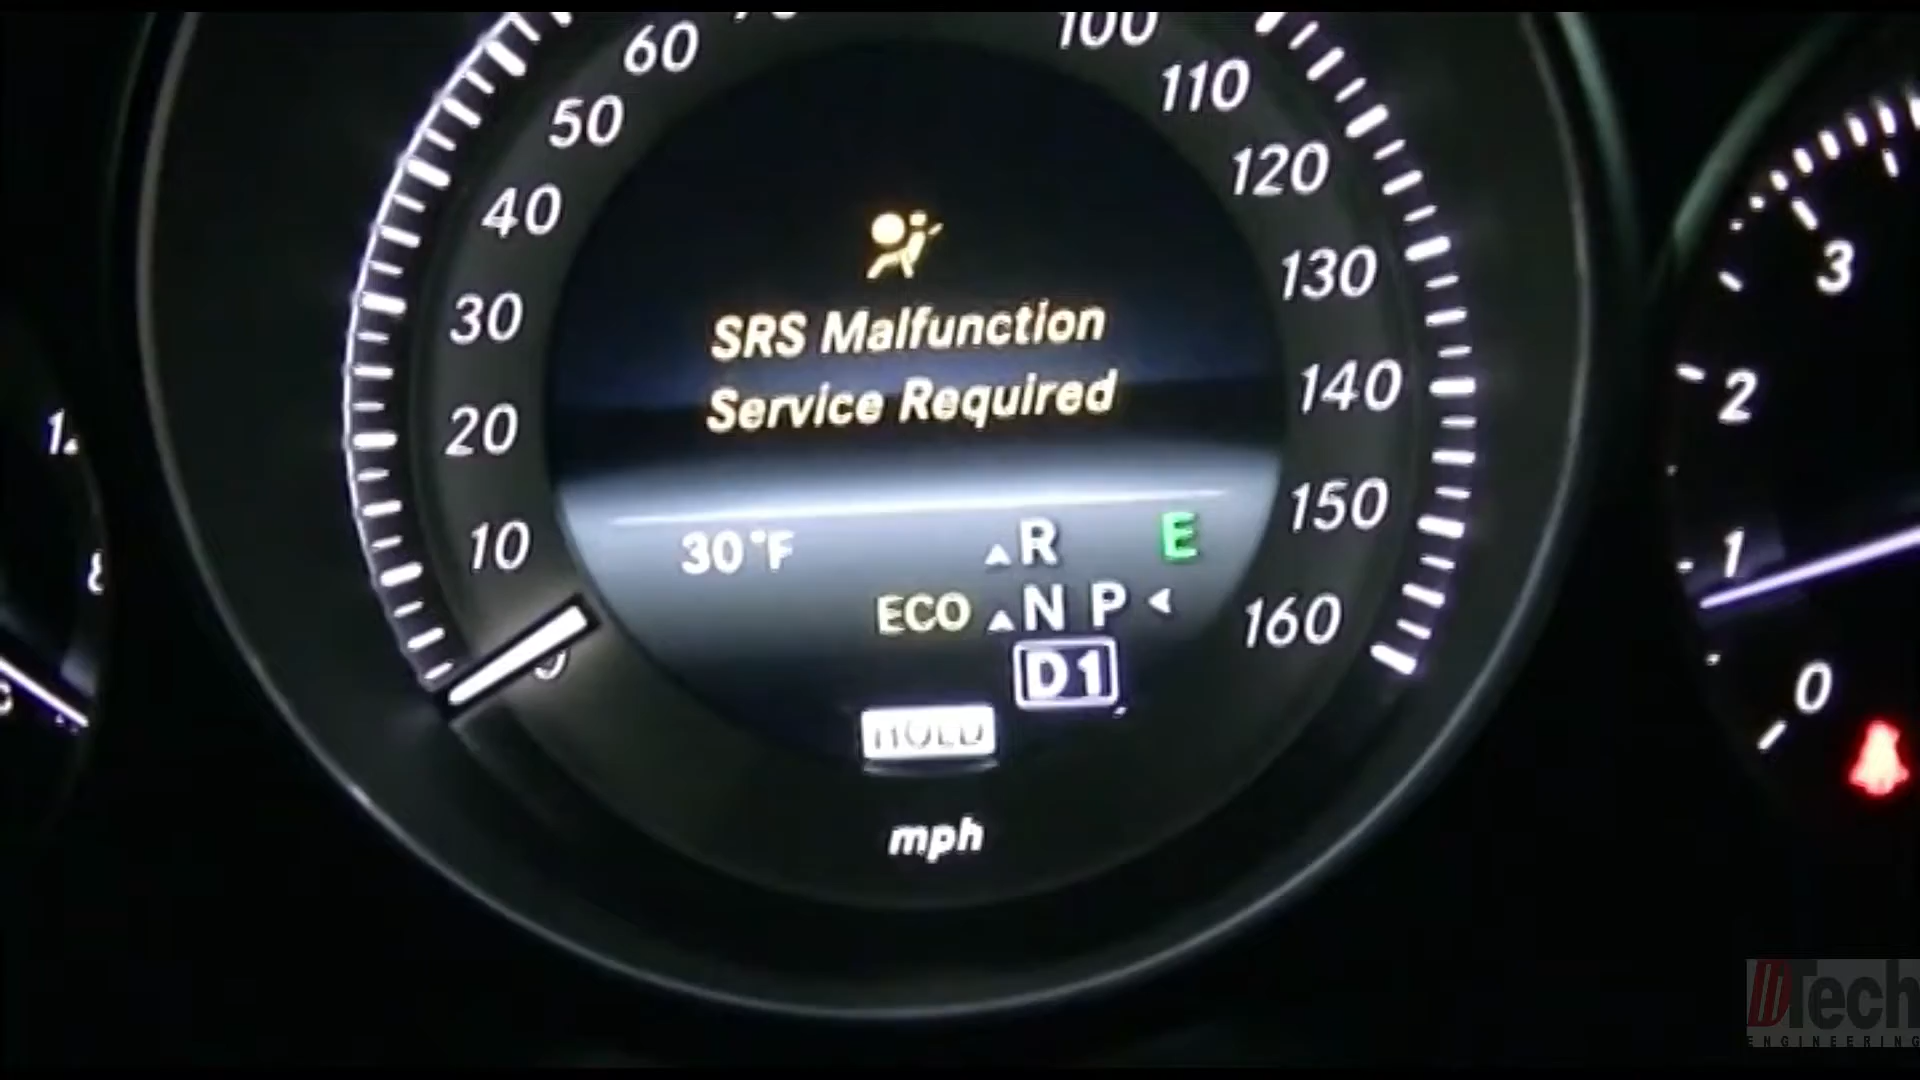 60
100
50
110
40
120
30
130
20
140
10
150
160
SRS Malfunction
Service Required
30°F
R
E
ECO
N P
D1
HOLD
mph
3
2
1
0
DTech
ENGINEERING